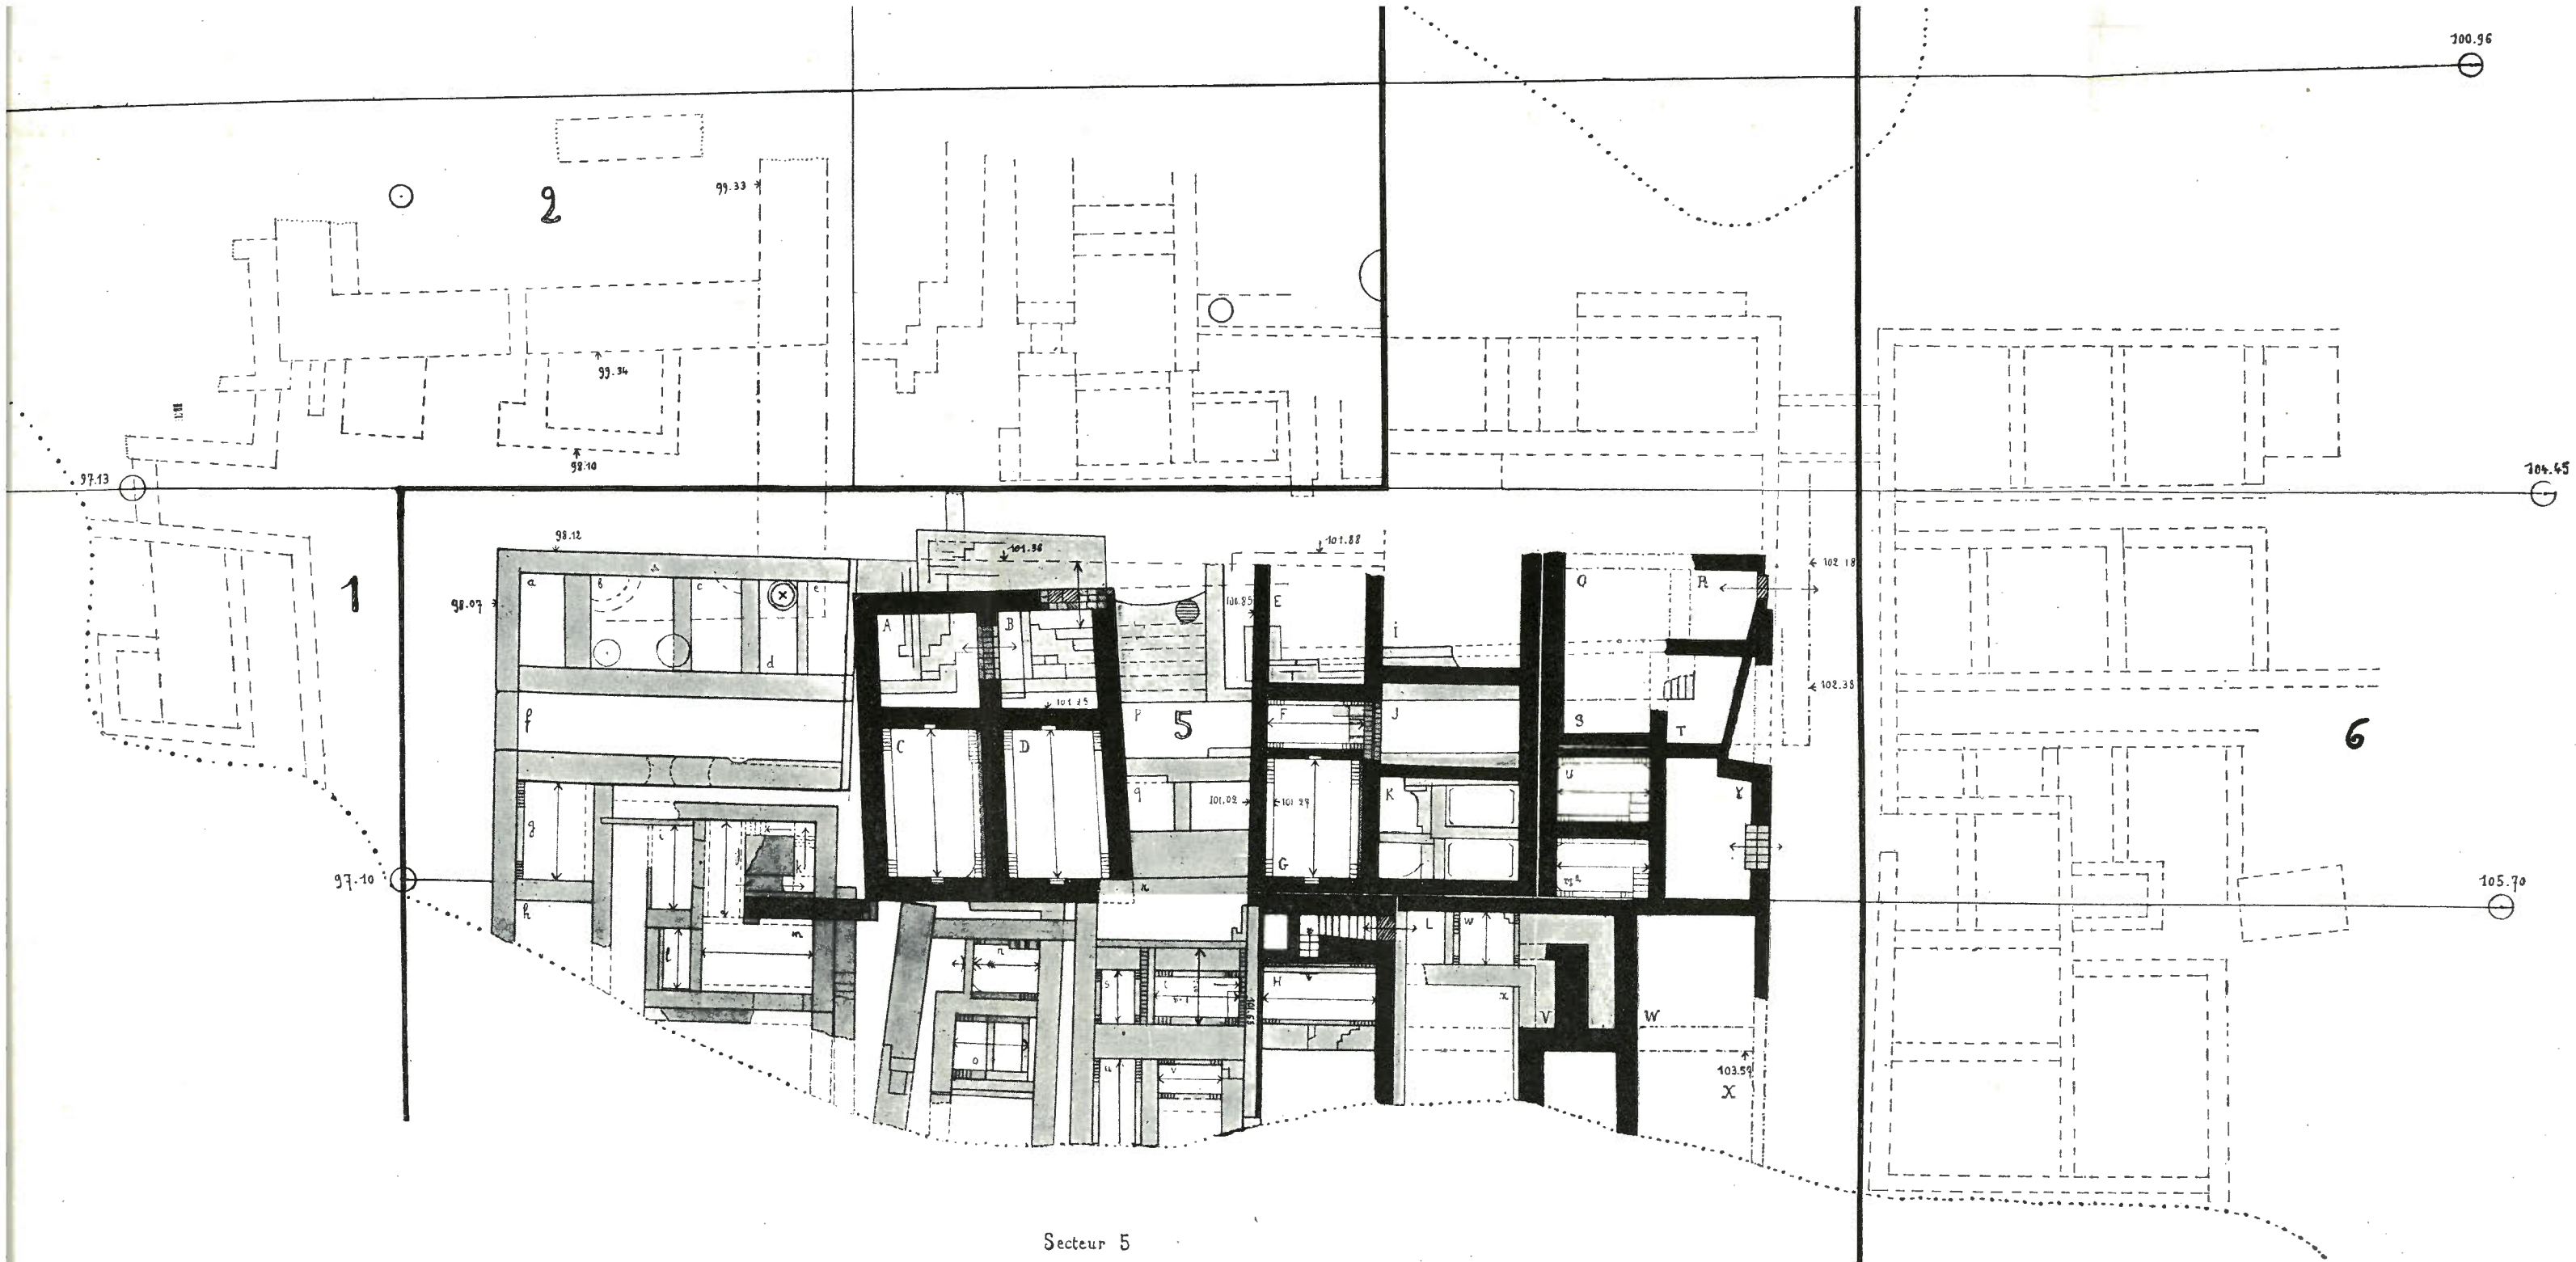 100.96
2
99.33
99.34
98.10
97.13
104.45
1
98.12
98.07
a
b
c
d
e
f
101.36
101.88
A
B
E
I
Q
R
102.18
102.38
101.25
P
5
F
J
S
T
6
C
D
g
i
k
q
101.02
101.29
G
K
U
Y
97.10
h
l
m
105.70
n
o
s
t
u
v
H
L
w
x
V
W
103.59
X
Secteur 5